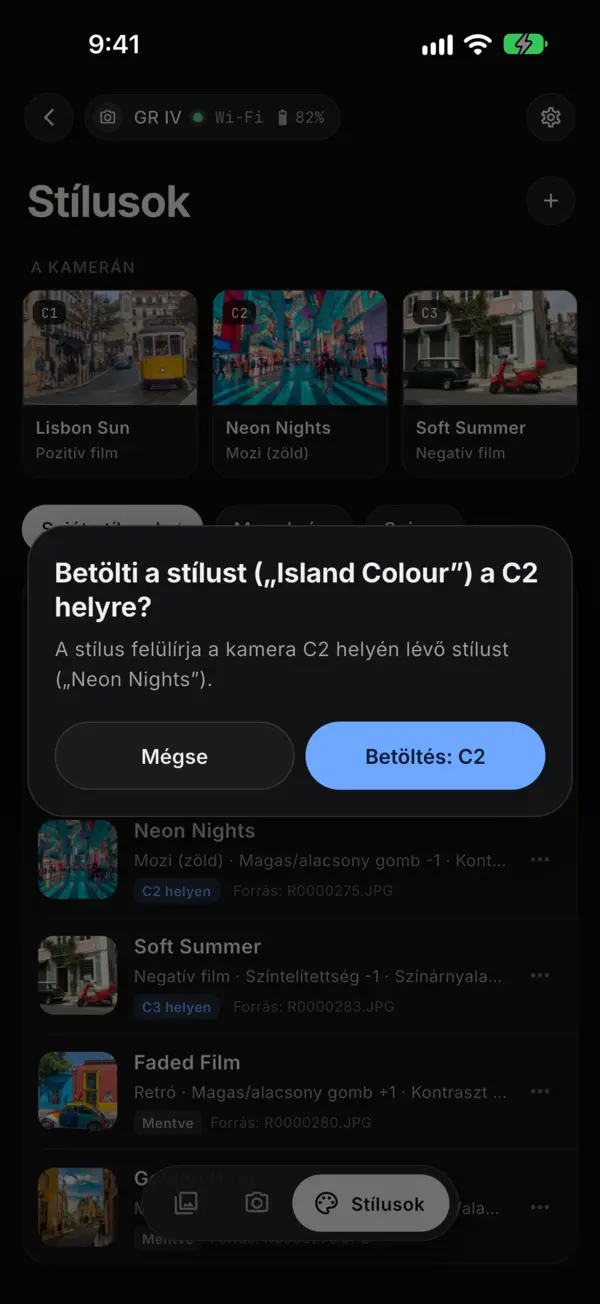 9:41
GR IV Wi-Fi 82%
Stílusok
A KAMERÁN
C1
C2
C3
Lisbon Sun
Neon Nights
Soft Summer
Pozitív film
Mozi (zöld)
Negatív film
Betölti a stílust („Island Colour”) a C2
helyre?
A stílus felülírja a kamera C2 helyén lévő stílust
(„Neon Nights”).
Mégse
Betöltés: C2
Neon Nights
Mozi (zöld) · Magas/alacsony gomb -1 · Kont...
C2 helyen
Forrás: R0000275.JPG
Soft Summer
Negatív film · Színtelítettség -1 · Színárnyala...
C3 helyen
Forrás: R0000283.JPG
Faded Film
Retró · Magas/alacsony gomb +1 · Kontraszt ...
Mentve
Forrás: R0000280.JPG
Stílusok
Mentve